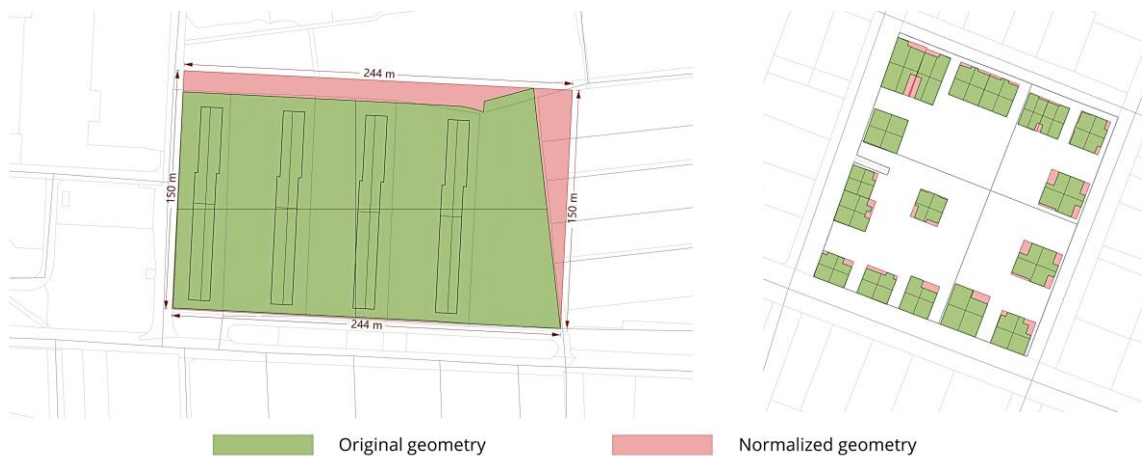 244 m
150 m
150 m
244 m
Original geometry
Normalized geometry